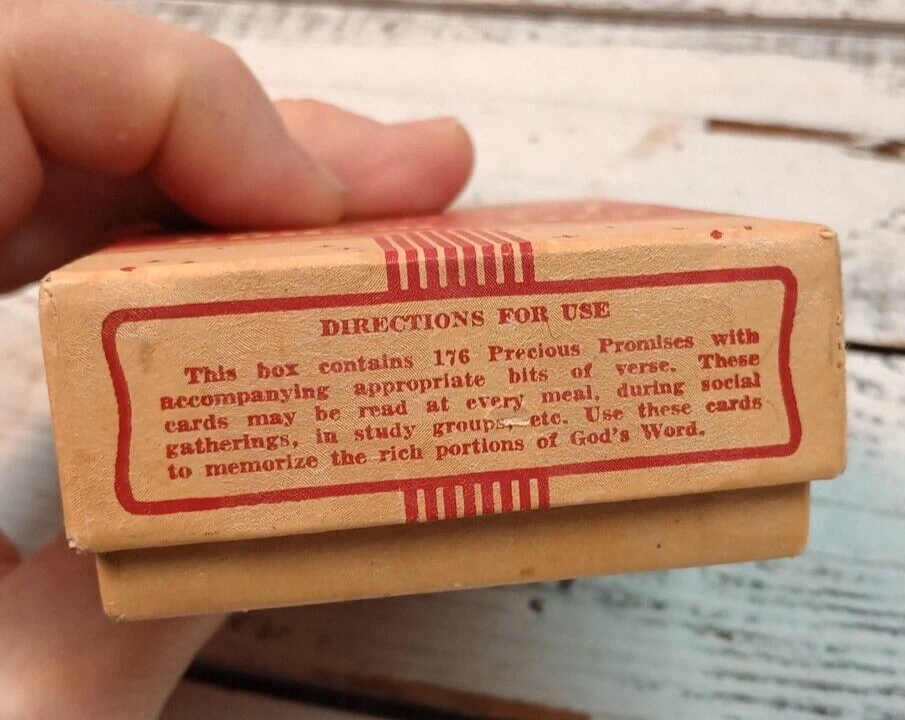 DIRECTIONS FOR USE
This box contains 176 Precious Promises with
accompanying appropriate bits of verse. These
cards may be read at every meal, during social
gatherings, in study groups, etc. Use these cards
to memorize the rich portions of God's Word.